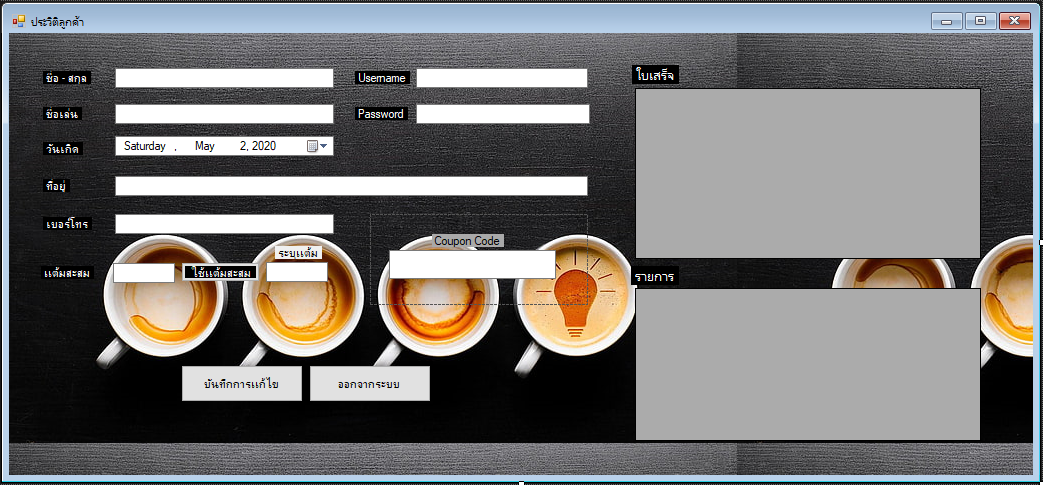 ประวัติลูกค้า
ชื่อ - สกุล
Username
ใบเสร็จ
ชื่อเล่น
Password
วันเกิด
Saturday , May 2, 2020
ที่อยู่
เบอร์โทร
Coupon Code
ระบุแต้ม
แต้มสะสม
ใช้แต้มสะสม
รายการ
บันทึกการแก้ไข
ออกจากระบบ